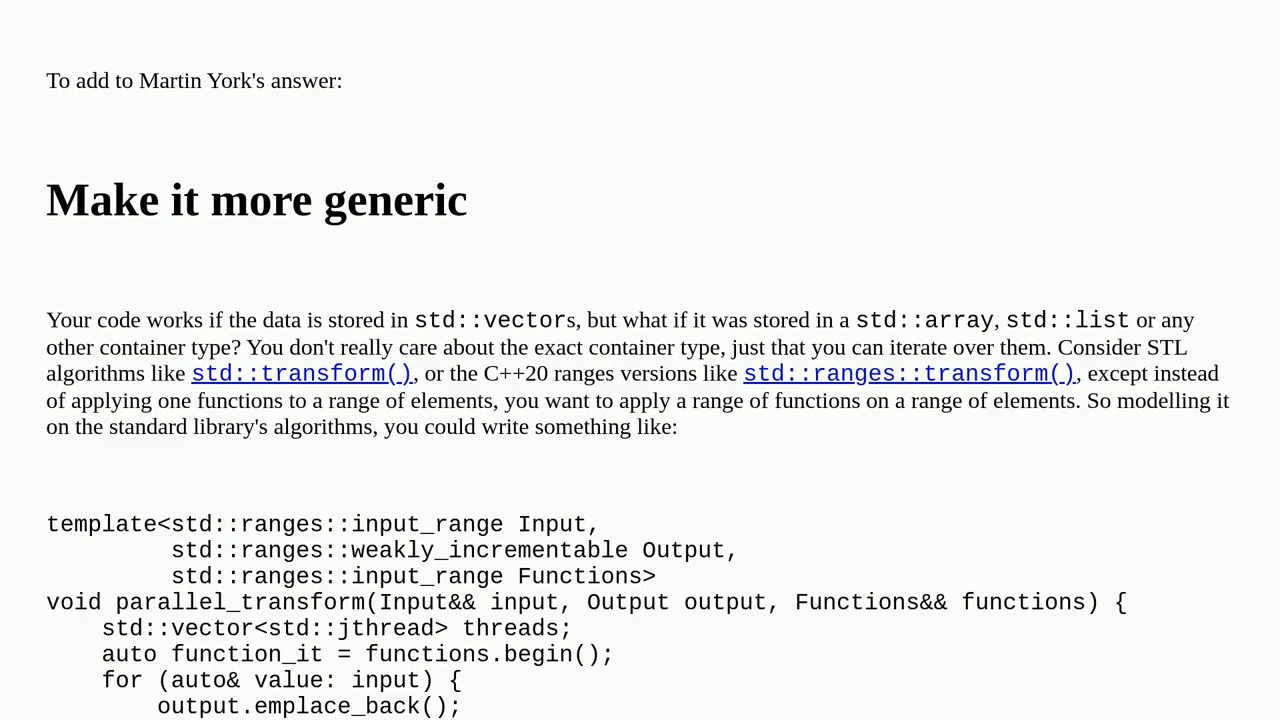 To add to Martin York's answer:
Make it more generic
Your code works if the data is stored in std::vectors, but what if it was stored in a std::array, std::list or any
other container type? You don't really care about the exact container type, just that you can iterate over them. Consider STL
algorithms like std::transform(), or the C++20 ranges versions like std::ranges::transform(), except instead
of applying one functions to a range of elements, you want to apply a range of functions on a range of elements. So modelling it
on the standard library's algorithms, you could write something like:
template<std::ranges::input_range Input,
         std::ranges::weakly_incrementable Output,
         std::ranges::input_range Functions>
void parallel_transform(Input&& input, Output output, Functions&& functions) {
    std::vector<std::jthread> threads;
    auto function_it = functions.begin();
    for (auto& value: input) {
        output.emplace_back();